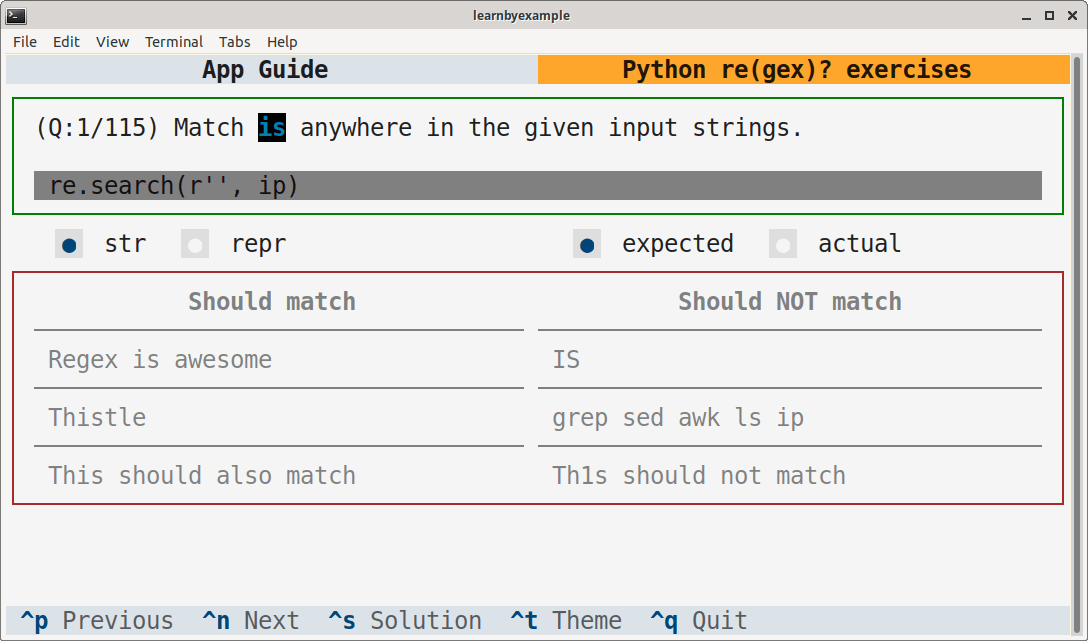 learnbyexample
File Edit View Terminal Tabs Help
App Guide Python re(gex)? exercises
(Q:1/115) Match is anywhere in the given input strings.
re.search(r'', ip)
str repr expected actual
Should match Should NOT match
Regex is awesome IS
Thistle grep sed awk ls ip
This should also match Th1s should not match
^p Previous ^n Next ^s Solution ^t Theme ^q Quit